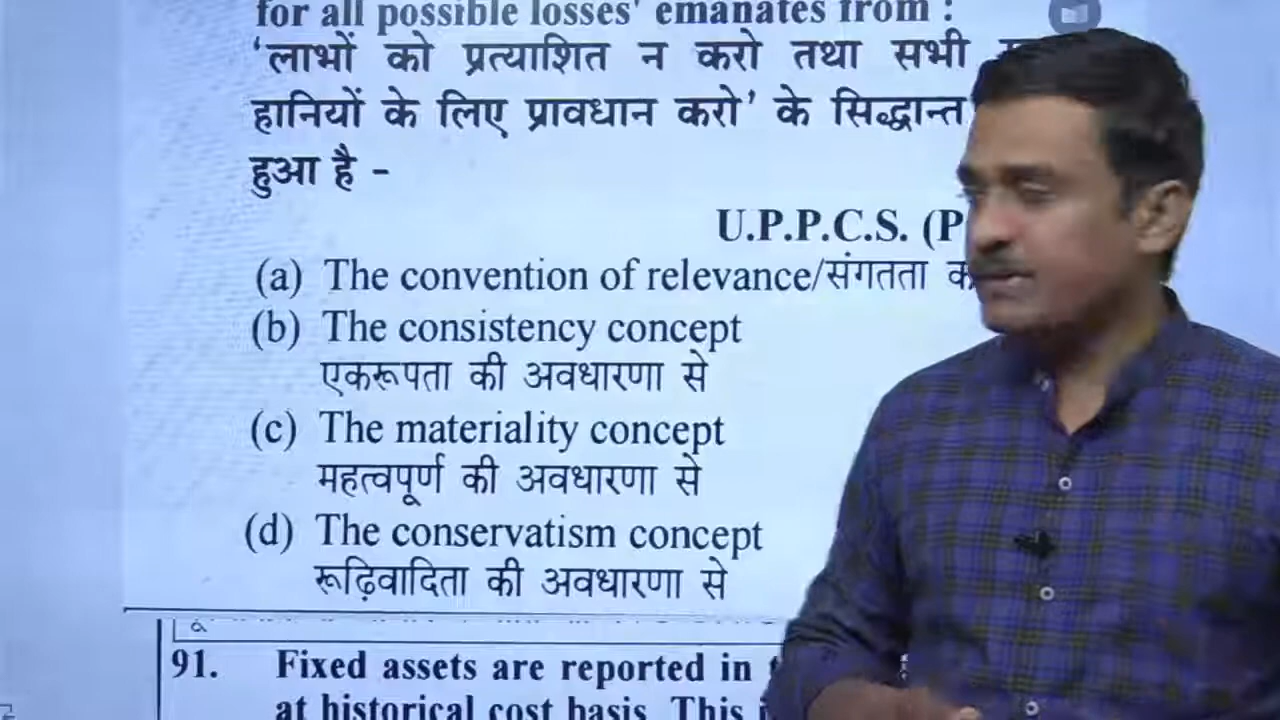 for all possible losses' emanates from :
'लाभों को प्रत्याशित न करो तथा सभी
हानियों के लिए प्रावधान करो' के सिद्धान्त
हुआ है -
U.P.P.C.S. (P
(a) The convention of relevance/संगतता
(b) The consistency concept
एकरूपता की अवधारणा से
(c) The materiality concept
महत्वपूर्ण की अवधारणा से
(d) The conservatism concept
रूढ़िवादिता की अवधारणा से
91. Fixed assets are reported in
at historical cost basis. This